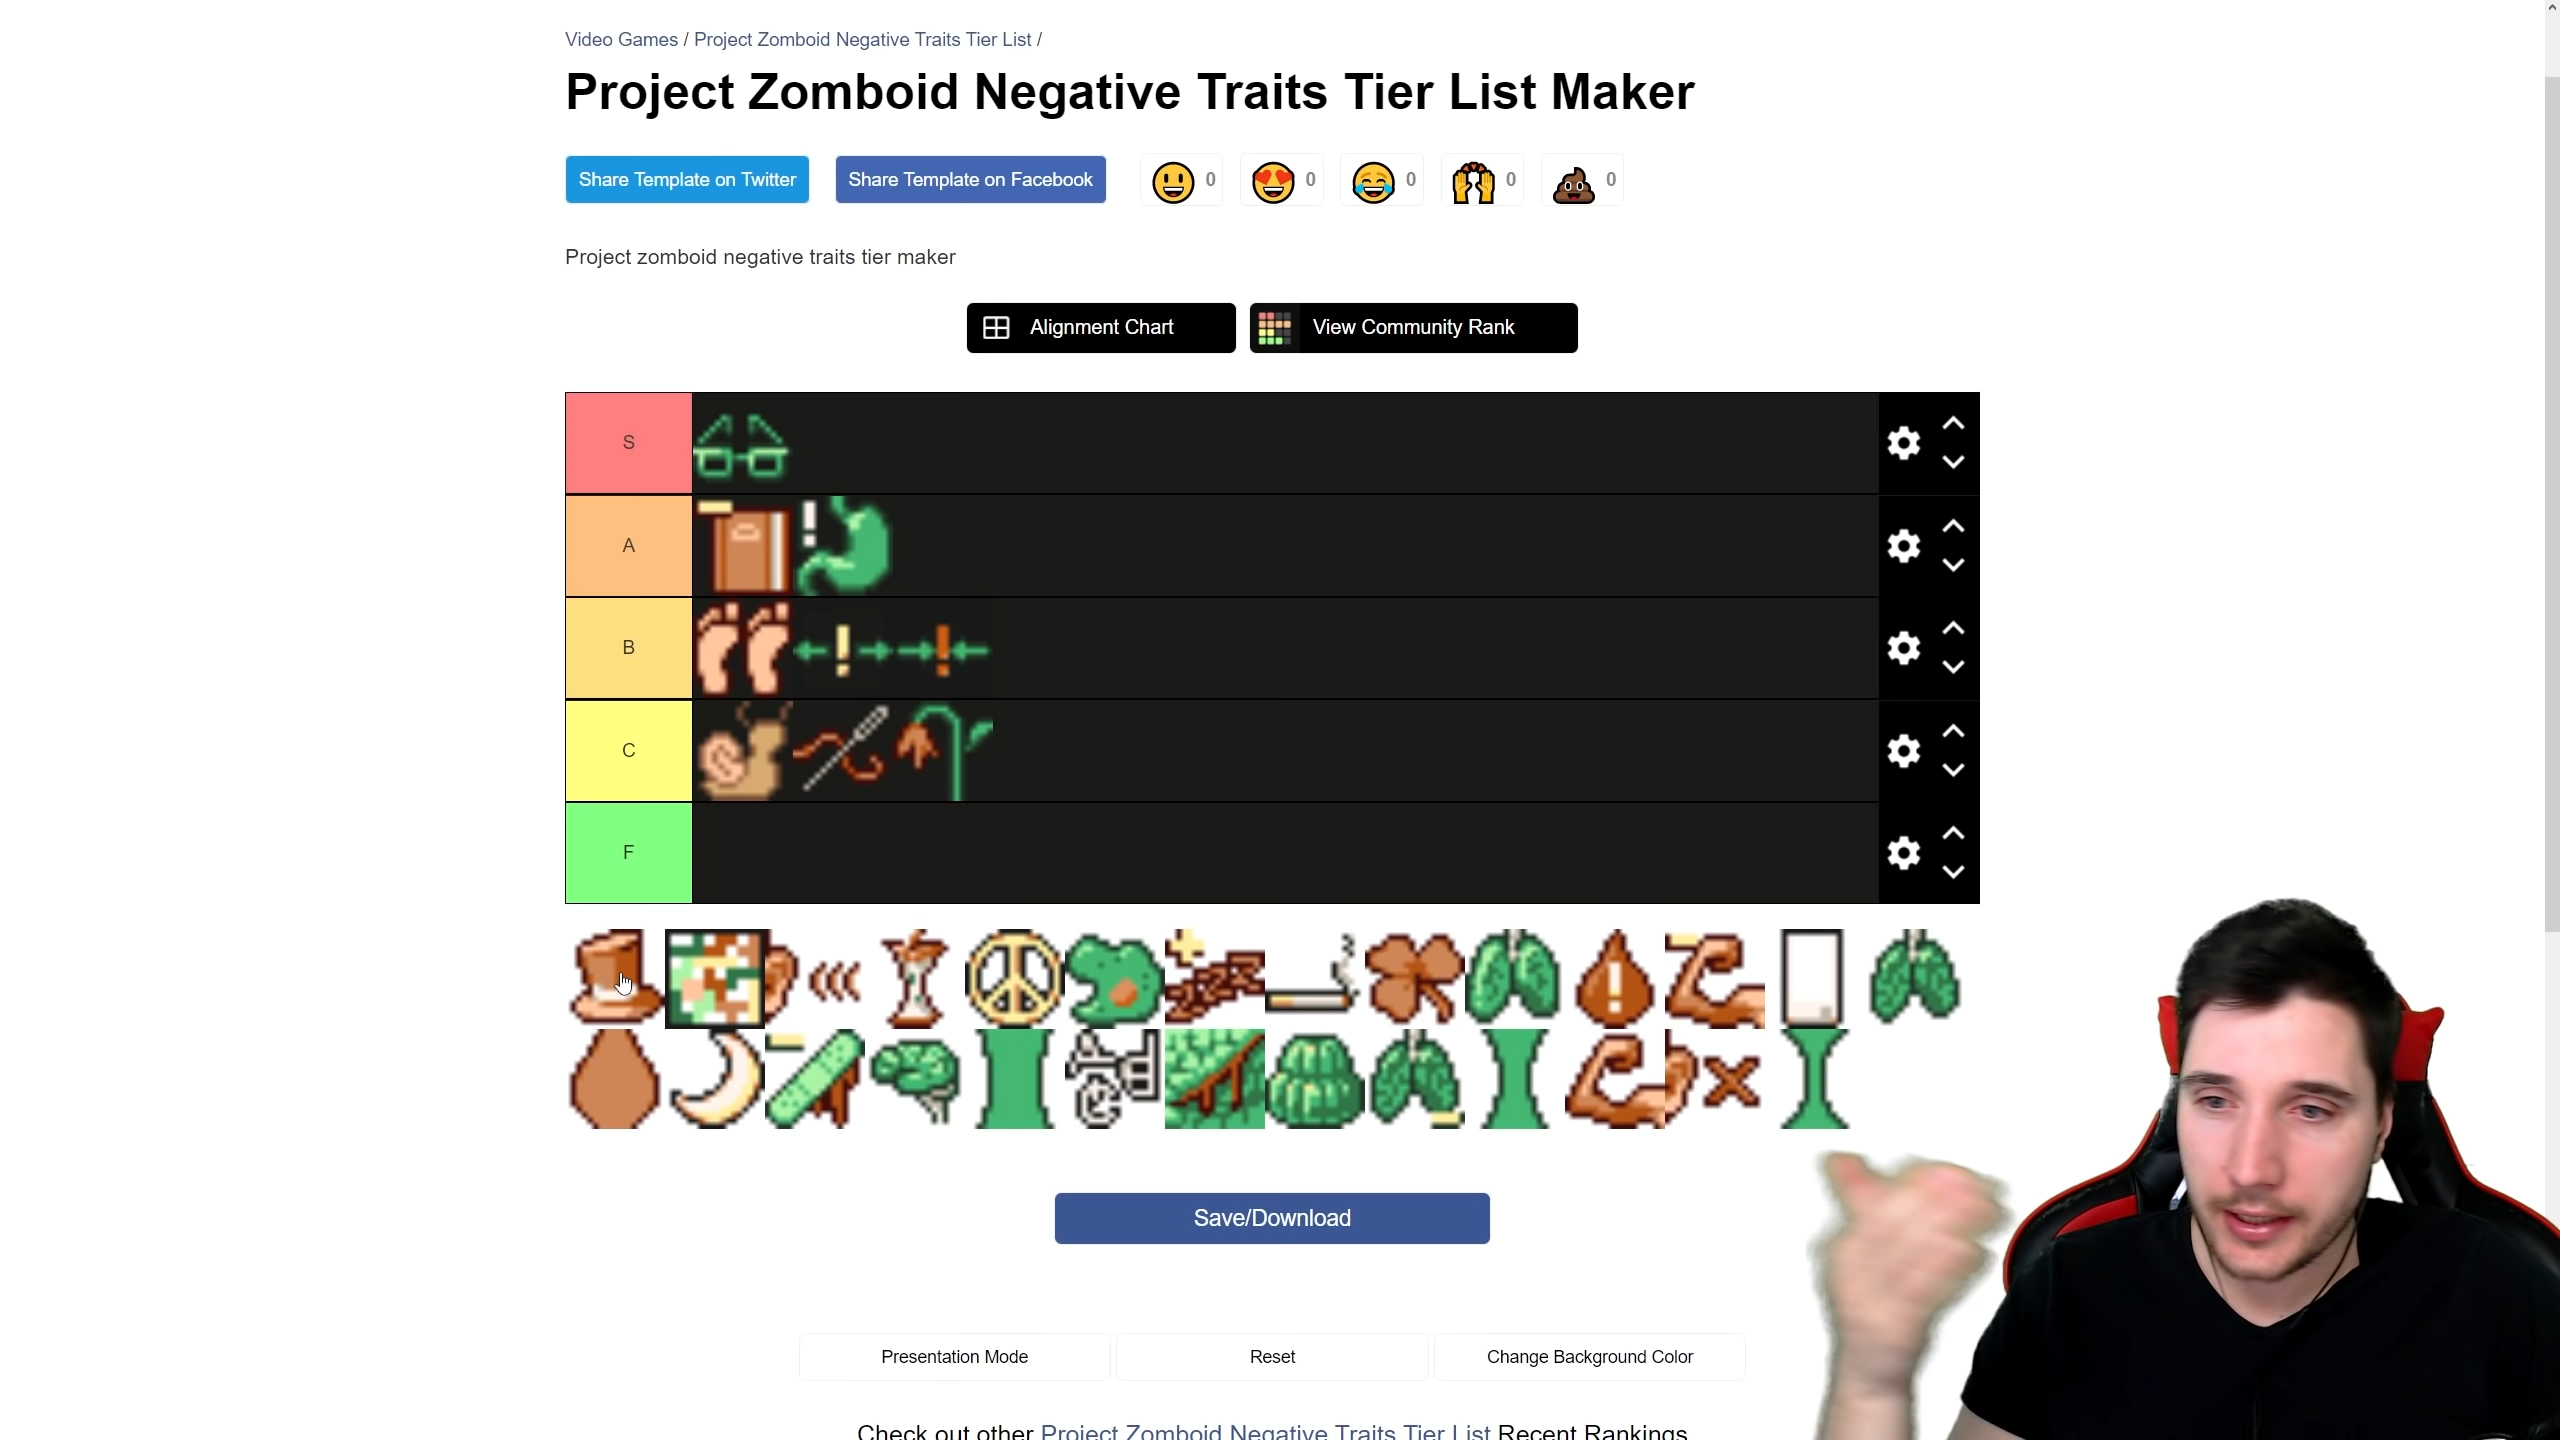 Video Games / Project Zomboid Negative Traits Tier List /
Project Zomboid Negative Traits Tier List Maker
Share Template on Twitter
Share Template on Facebook
0
0
0
0
0
Project zomboid negative traits tier maker
Alignment Chart
View Community Rank
S
A
B
C
F
Save/Download
Presentation Mode
Reset
Change Background Color
Check out other Project Zomboid Negative Traits Tier List Recent Rankings